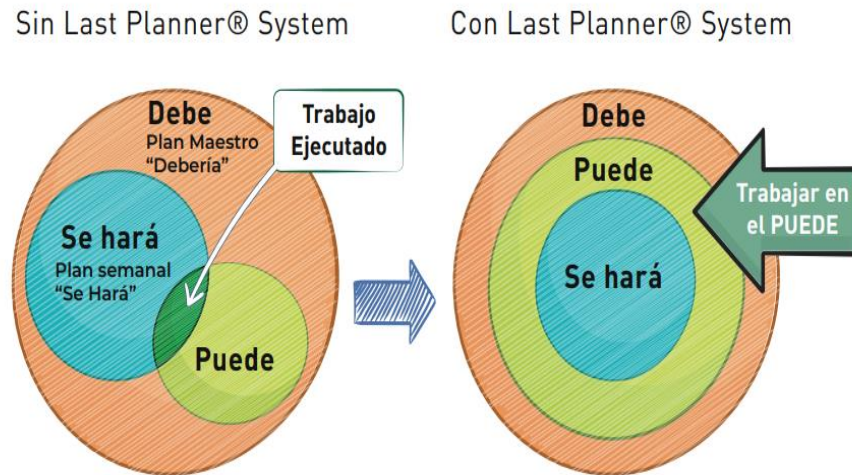 Sin Last Planner® System
Con Last Planner® System
Debe
Plan Maestro
“Debería”
Trabajo
Ejecutado
Se hará
Plan semanal
“Se Hará”
Puede
Debe
Puede
Se hará
Trabajar en
el PUEDE